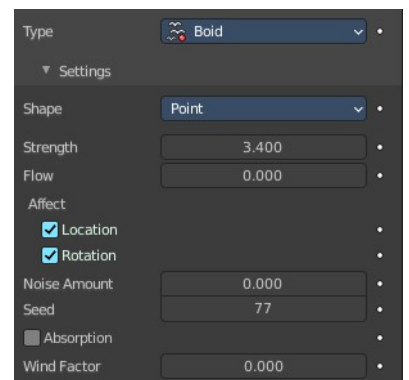 Type Boid
Settings
Shape Point
Strength 3.400
Flow 0.000
Affect
Location
Rotation
Noise Amount 0.000
Seed 77
Absorption
Wind Factor 0.000